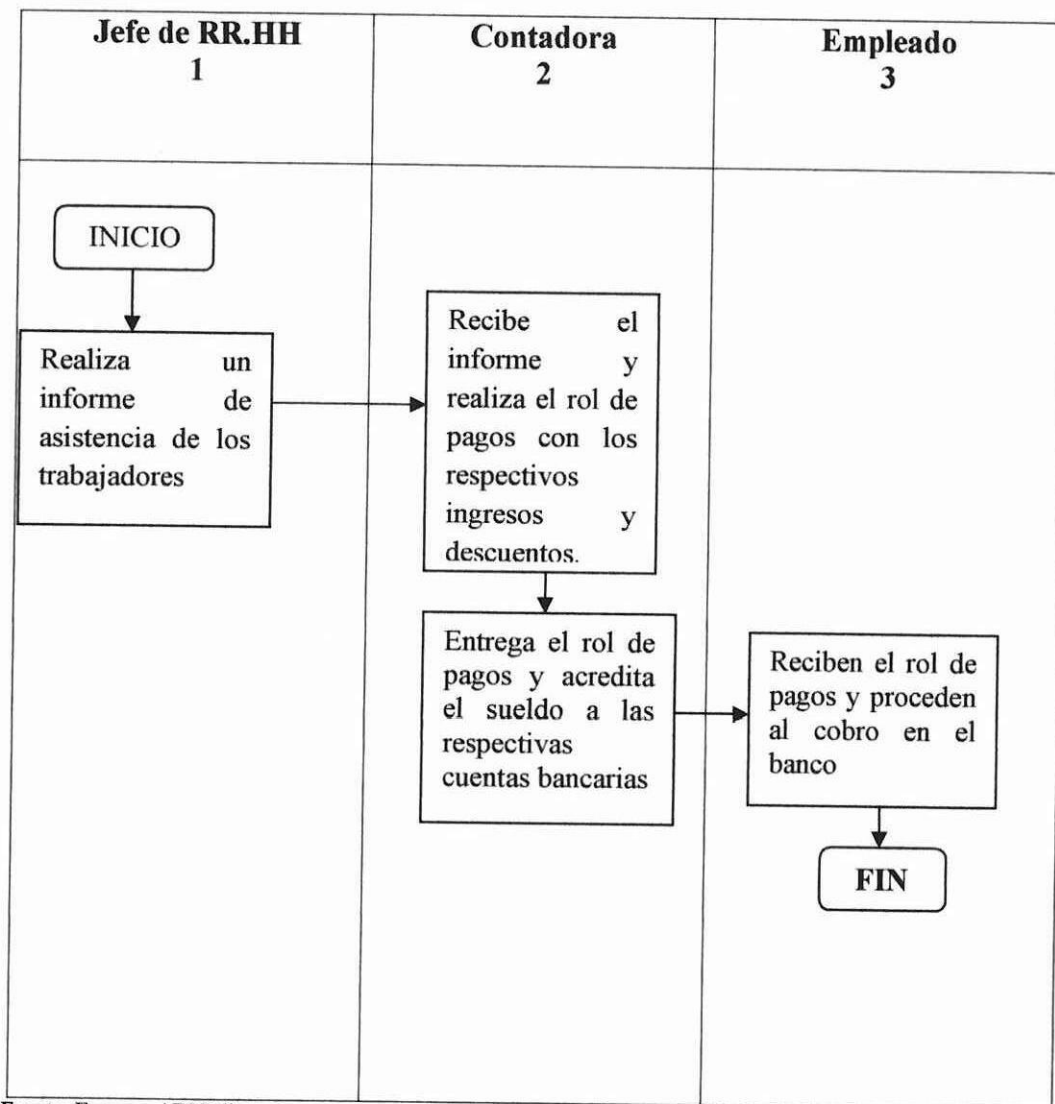 Jefe de RR.HH
1
Contadora
2
Empleado
3
INICIO
Realiza un
informe de
asistencia de los
trabajadores
Recibe el
informe y
realiza el rol de
pagos con los
respectivos
ingresos y
descuentos.
Entrega el rol de
pagos y acredita
el sueldo a las
respectivas
cuentas bancarias
Reciben el rol de
pagos y proceden
al cobro en el
banco
FIN